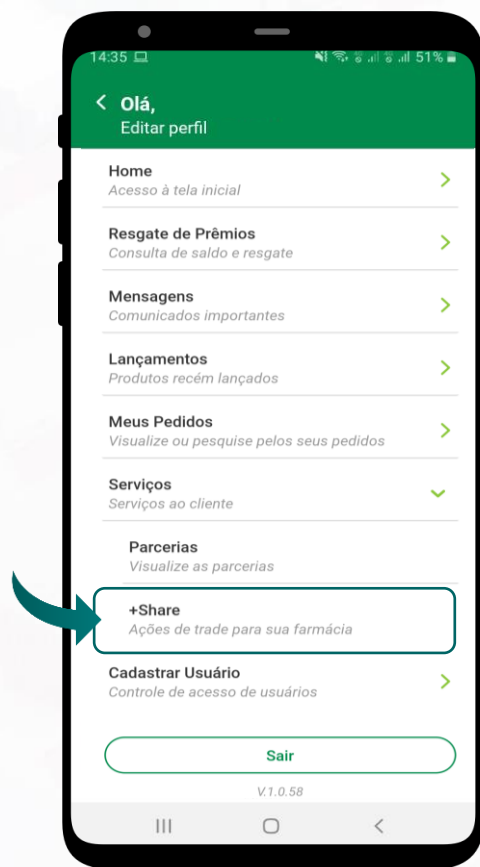 14:35 51%
Olá,
Editar perfil
Home
Acesso à tela inicial
Resgate de Prêmios
Consulta de saldo e resgate
Mensagens
Comunicados importantes
Lançamentos
Produtos recém lançados
Meus Pedidos
Visualize ou pesquise pelos seus pedidos
Serviços
Serviços ao cliente
Parcerias
Visualize as parcerias
+Share
Ações de trade para sua farmácia
Cadastrar Usuário
Controle de acesso de usuários
Sair
V.1.0.58